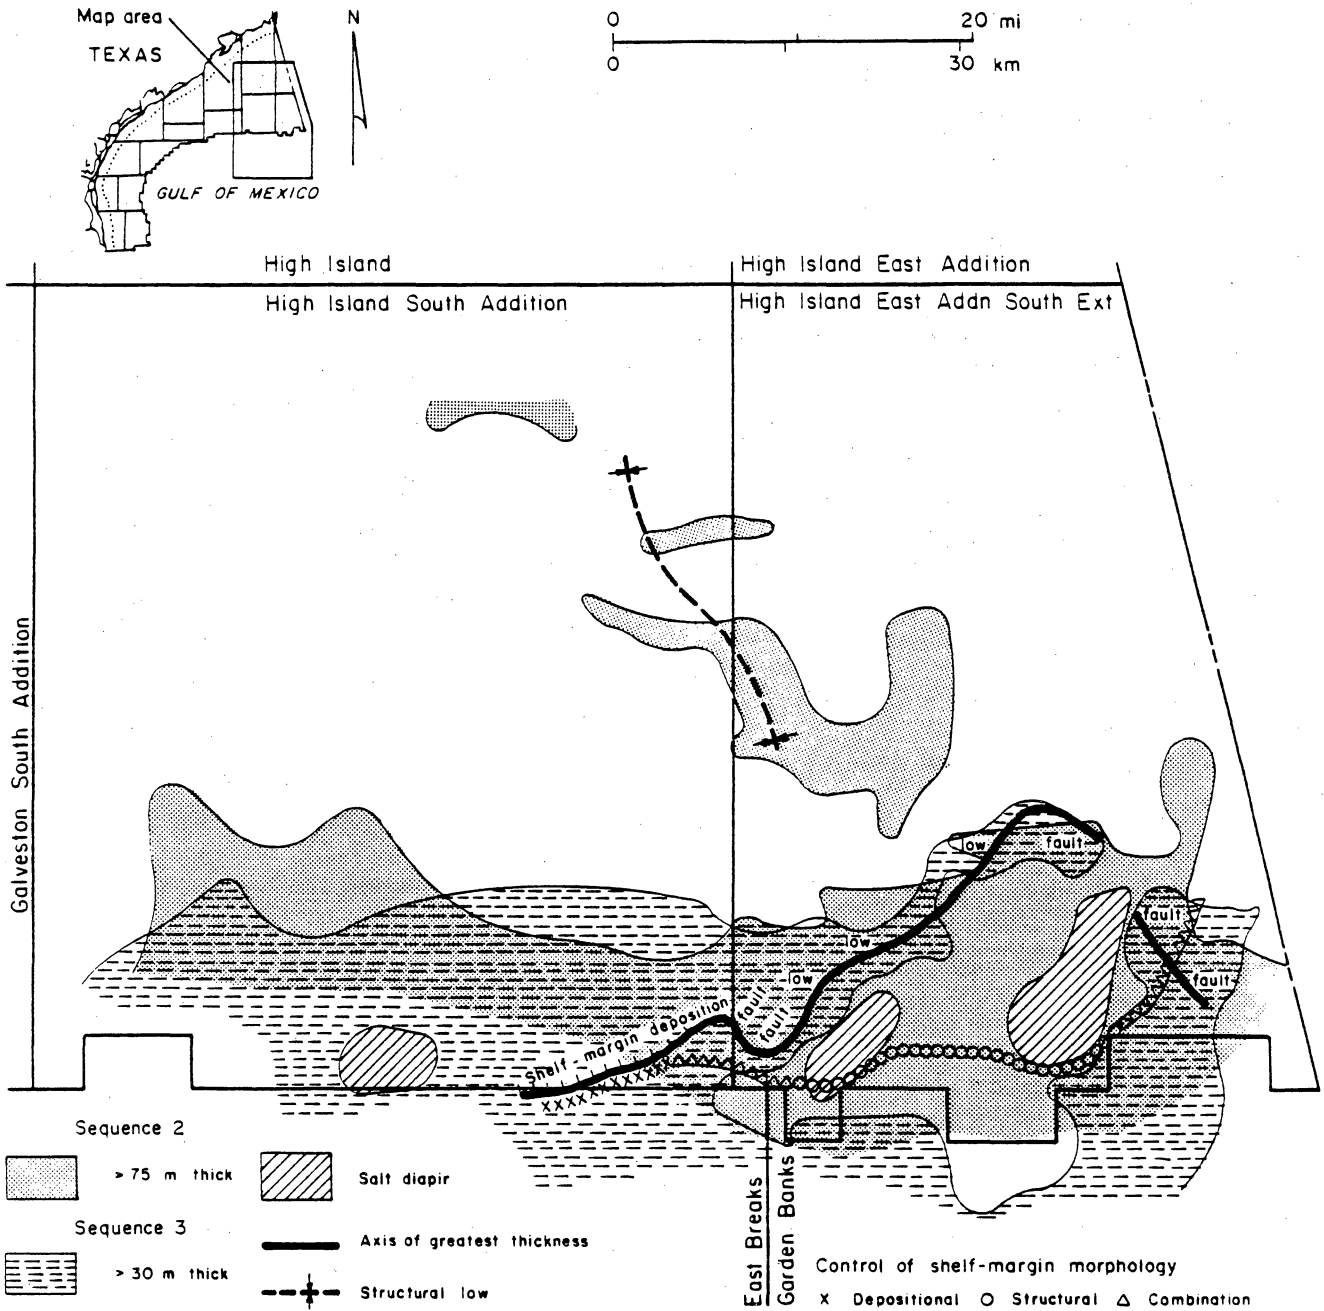 Map area
TEXAS
N
GULF OF MEXICO
0 20 mi
0 30 km
High Island
High Island East Addition
High Island South Addition
High Island East Addn South Ext
Galveston South Addition
low
fault
low
low
fault
fault
fault
fault
Shelf-margin deposition
xxxxxxxxxxxxxxx
East Breaks
Garden Banks
Sequence 2
>75 m thick
Salt diapir
Sequence 3
>30 m thick
Axis of greatest thickness
Structural low
Control of shelf-margin morphology
x Depositional O Structural △ Combination